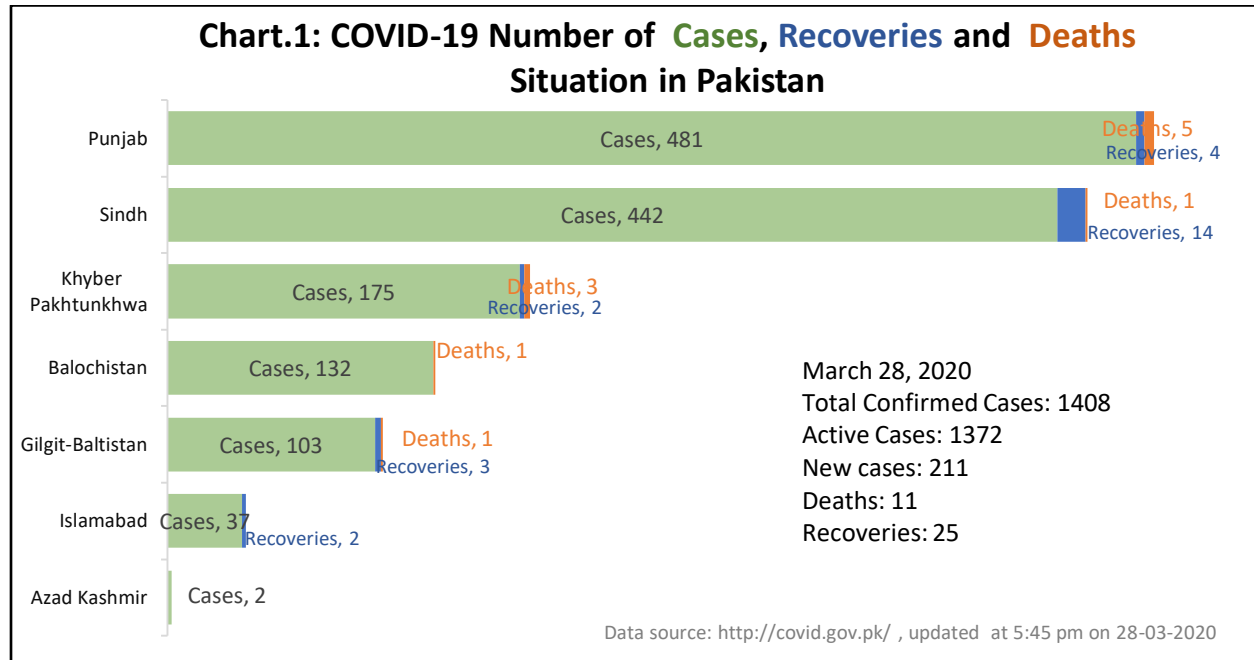 Chart.1: COVID-19 Number of Cases, Recoveries and Deaths
Situation in Pakistan
Punjab
Cases, 481
Deaths, 5
Recoveries, 4
Sindh
Cases, 442
Deaths, 1
Recoveries, 14
Khyber
Pakhtunkhwa
Cases, 175
Deaths, 3
Recoveries, 2
Balochistan
Cases, 132
Deaths, 1
Gilgit-Baltistan
Cases, 103
Deaths, 1
Recoveries, 3
Islamabad
Cases, 37
Recoveries, 2
Azad Kashmir
Cases, 2
March 28, 2020
Total Confirmed Cases: 1408
Active Cases: 1372
New cases: 211
Deaths: 11
Recoveries: 25
Data source: http://covid.gov.pk/ , updated at 5:45 pm on 28-03-2020